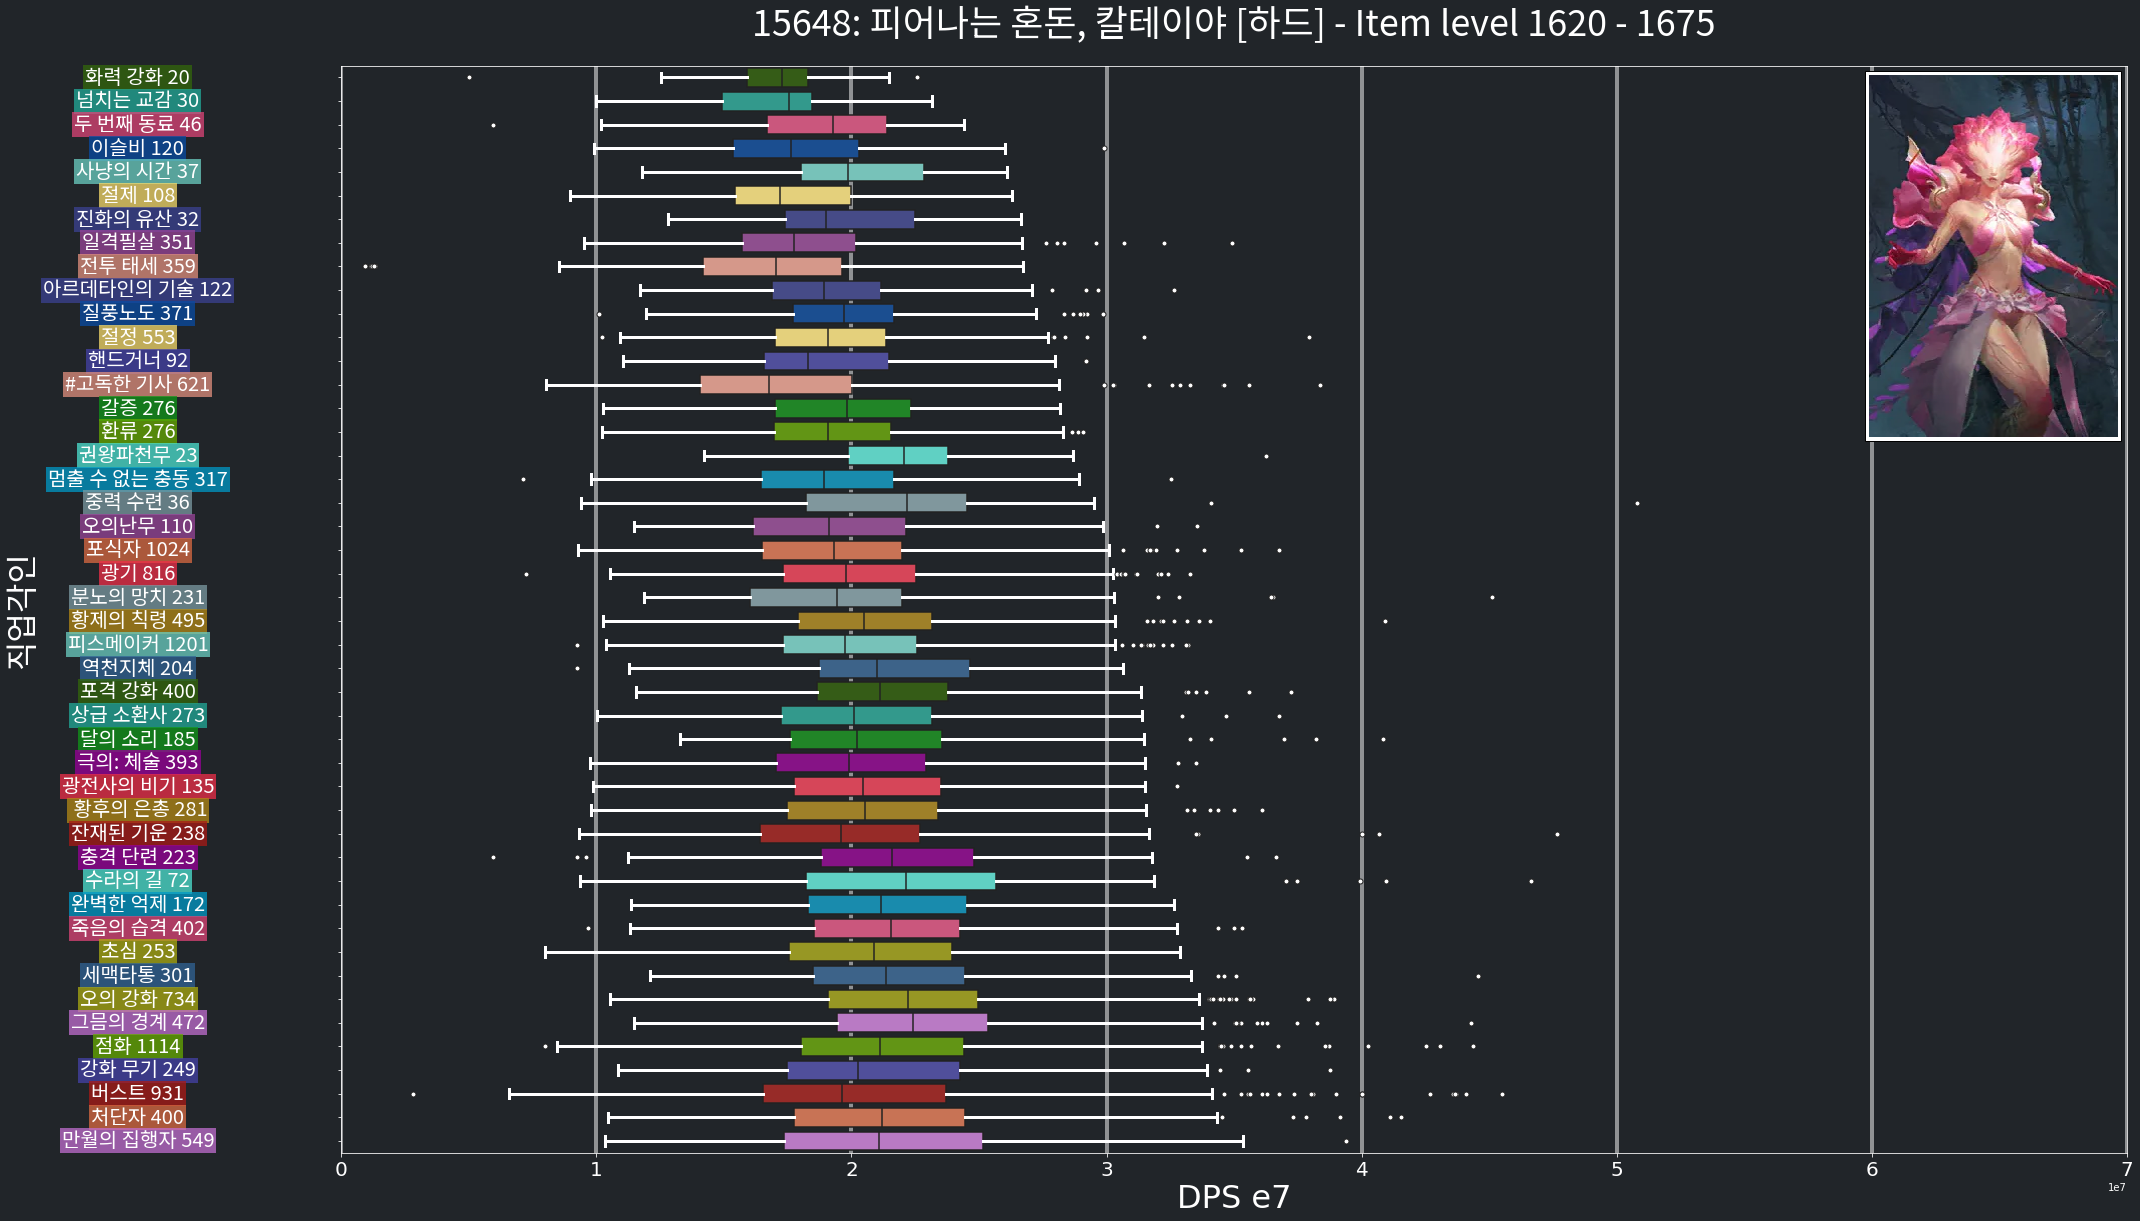 15648: 피어나는 혼돈, 칼테이야 [하드] - Item level 1620 - 1675
직업각인
화력 강화 20
넘치는 교감 30
두 번째 동료 46
이슬비 120
사냥의 시간 37
절제 108
진화의 유산 32
일격필살 351
전투 태세 359
아르데타인의 기술 122
질풍노도 371
절정 553
핸드거너 92
#고독한 기사 621
갈증 276
환류 276
권왕파천무 23
멈출 수 없는 충동 317
중력 수련 36
오의난무 110
포식자 1024
광기 816
분노의 망치 231
황제의 칙령 495
피스메이커 1201
역천지체 204
포격 강화 400
상급 소환사 273
달의 소리 185
극의: 체술 393
광전사의 비기 135
황후의 은총 281
잔재된 기운 238
충격 단련 223
수라의 길 72
완벽한 억제 172
죽음의 습격 402
초심 253
세맥타통 301
오의 강화 734
그믐의 경계 472
점화 1114
강화 무기 249
버스트 931
처단자 400
만월의 집행자 549
0 1 2 3 4 5 6 7
1e7
DPS e7